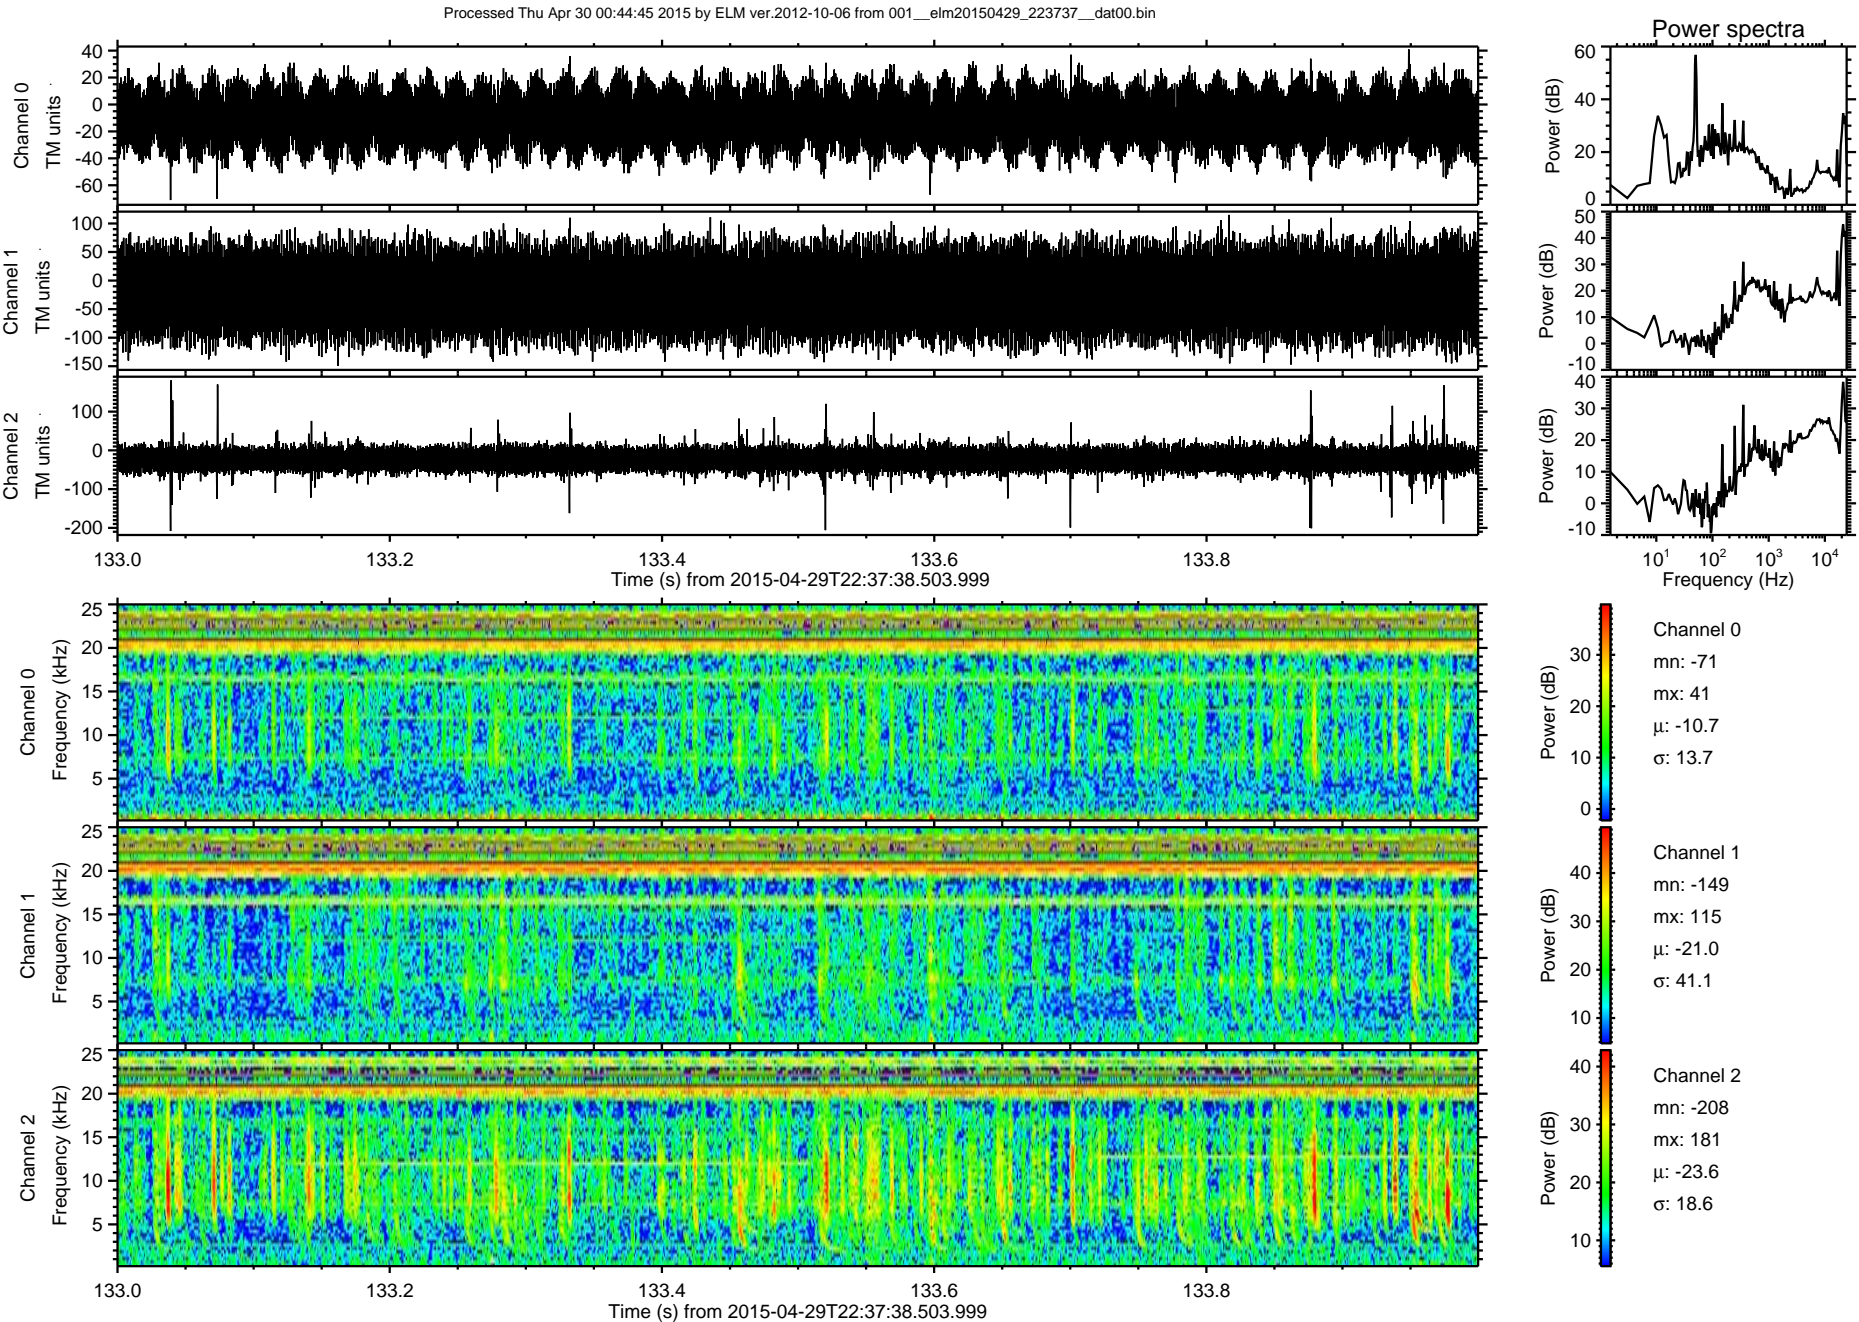 Processed Thu Apr 30 00:44:45 2015 by ELM ver.2012-10-06 from 001__elm20150429_223737__dat00.bin
Power spectra
Channel 0
TM units
40
20
0
-20
-40
-60
Power (dB)
60
40
20
0
Channel 1
TM units
100
50
0
-50
-100
-150
Power (dB)
50
40
30
20
10
0
-10
Channel 2
TM units
100
0
-100
-200
Power (dB)
40
30
20
10
0
-10
133.0
133.2
133.4
133.6
133.8
Time (s) from 2015-04-29T22:37:38.503.999
10¹
10²
10³
10⁴
Frequency (Hz)
Channel 0
Frequency (kHz)
25
20
15
10
5
Power (dB)
30
20
10
0
Channel 0
mn: -71
mx: 41
μ: -10.7
σ: 13.7
Channel 1
Frequency (kHz)
25
20
15
10
5
Power (dB)
40
30
20
10
Channel 1
mn: -149
mx: 115
μ: -21.0
σ: 41.1
Channel 2
Frequency (kHz)
25
20
15
10
5
Power (dB)
40
30
20
10
Channel 2
mn: -208
mx: 181
μ: -23.6
σ: 18.6
133.0
133.2
133.4
133.6
133.8
Time (s) from 2015-04-29T22:37:38.503.999